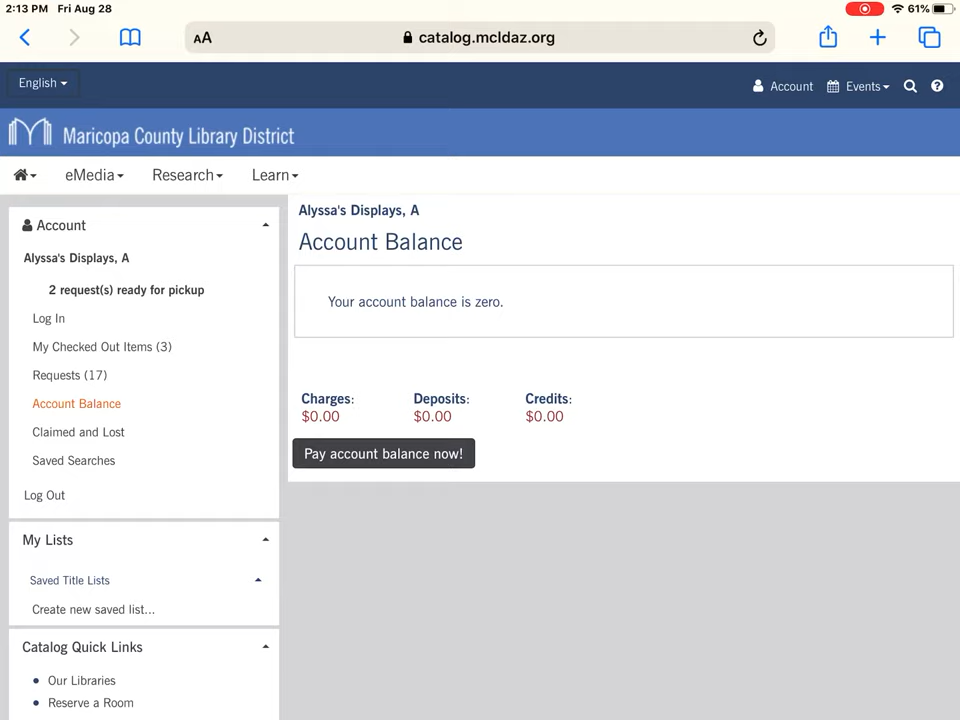 2:13 PM Fri Aug 28
61%
AA
catalog.mcldaz.org
English
Account
Events
Maricopa County Library District
eMedia
Research
Learn
Account
Alyssa's Displays, A
2 request(s) ready for pickup
Log In
My Checked Out Items (3)
Requests (17)
Account Balance
Claimed and Lost
Saved Searches
Log Out
My Lists
Saved Title Lists
Create new saved list...
Catalog Quick Links
• Our Libraries
• Reserve a Room
Alyssa's Displays, A
Account Balance
Your account balance is zero.
Charges: Deposits: Credits:
$0.00 $0.00 $0.00
Pay account balance now!